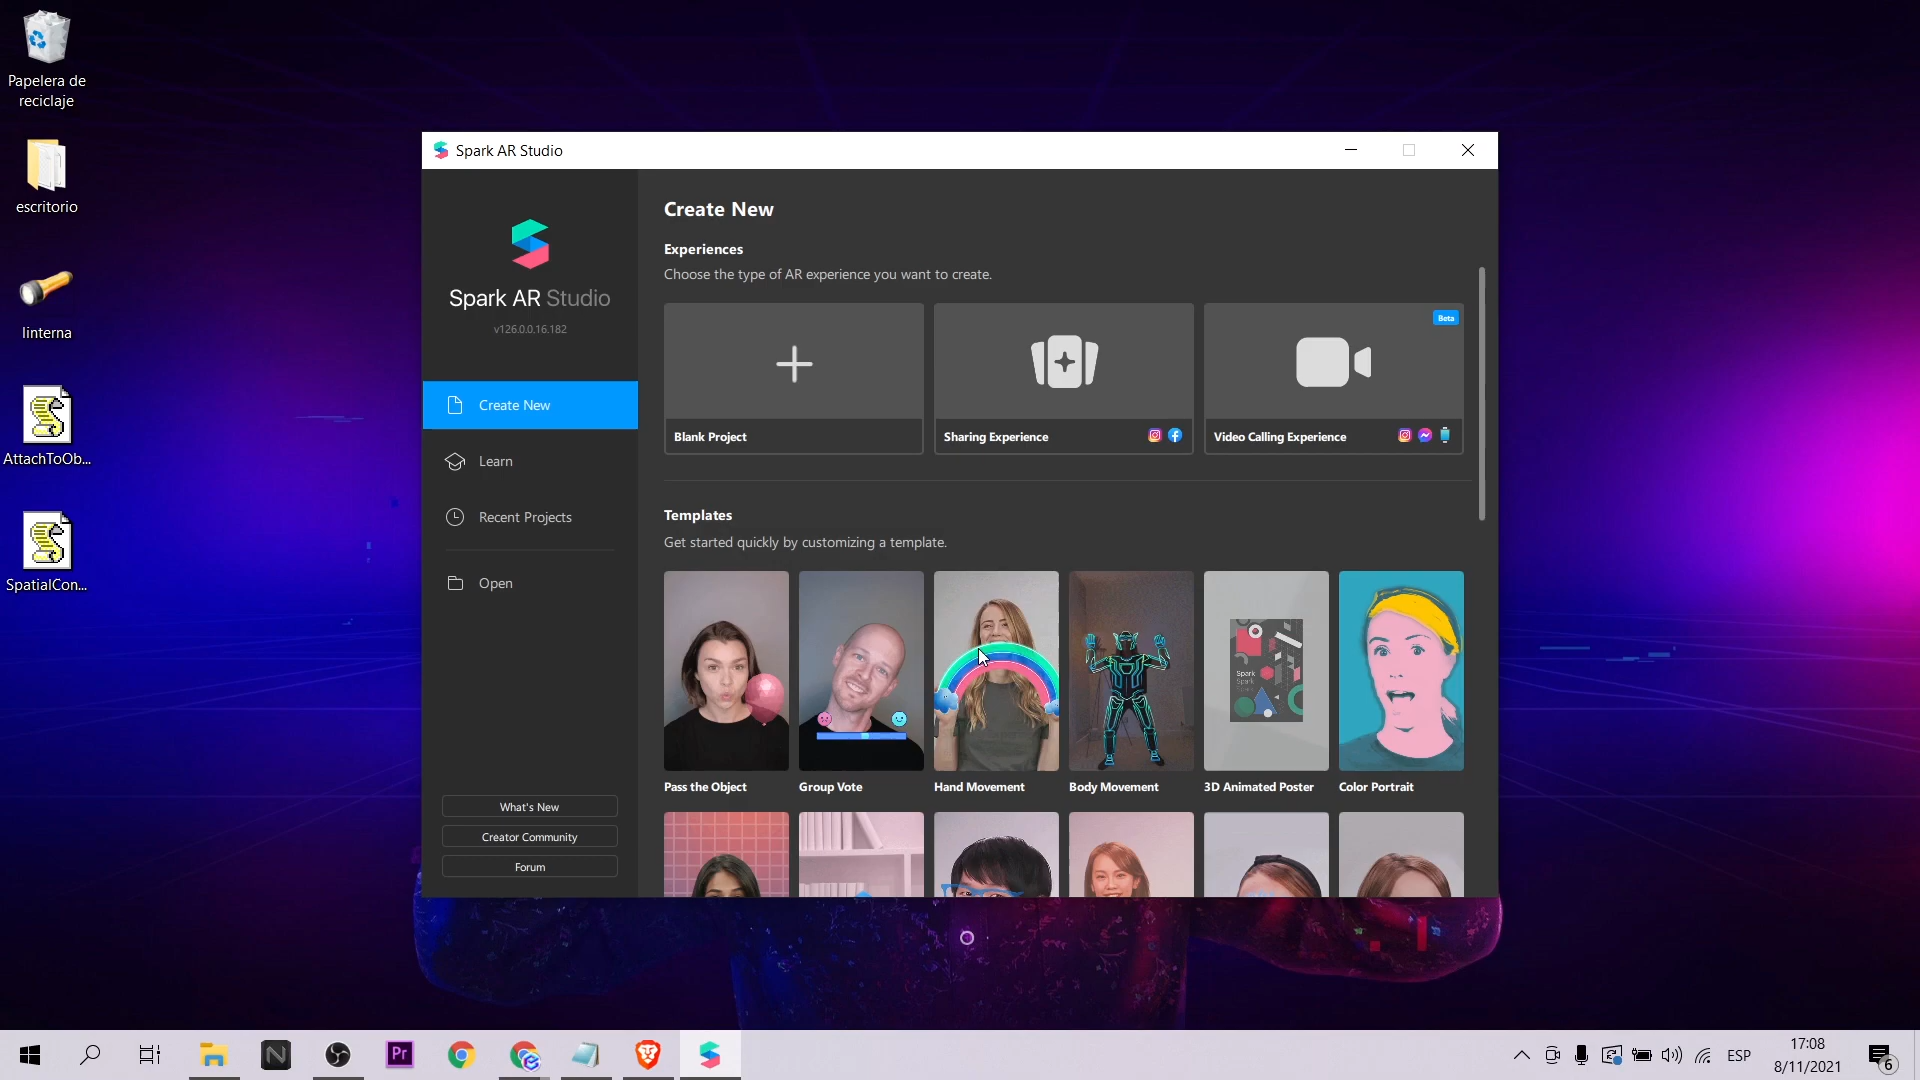 Papelera de
reciclaje
escritorio
linterna
AttachToOb...
SpatialCon...
Spark AR Studio
Spark AR Studio
v126.0.0.16.182
Create New
Learn
Recent Projects
Open
What's New
Creator Community
Forum
Create New
Experiences
Choose the type of AR experience you want to create.
Beta
Blank Project
Sharing Experience
Video Calling Experience
Templates
Get started quickly by customizing a template.
Spark
Spark
Pass the Object
Group Vote
Hand Movement
Body Movement
3D Animated Poster
Color Portrait
N
Pr
ESP
17:08
8/11/2021
6